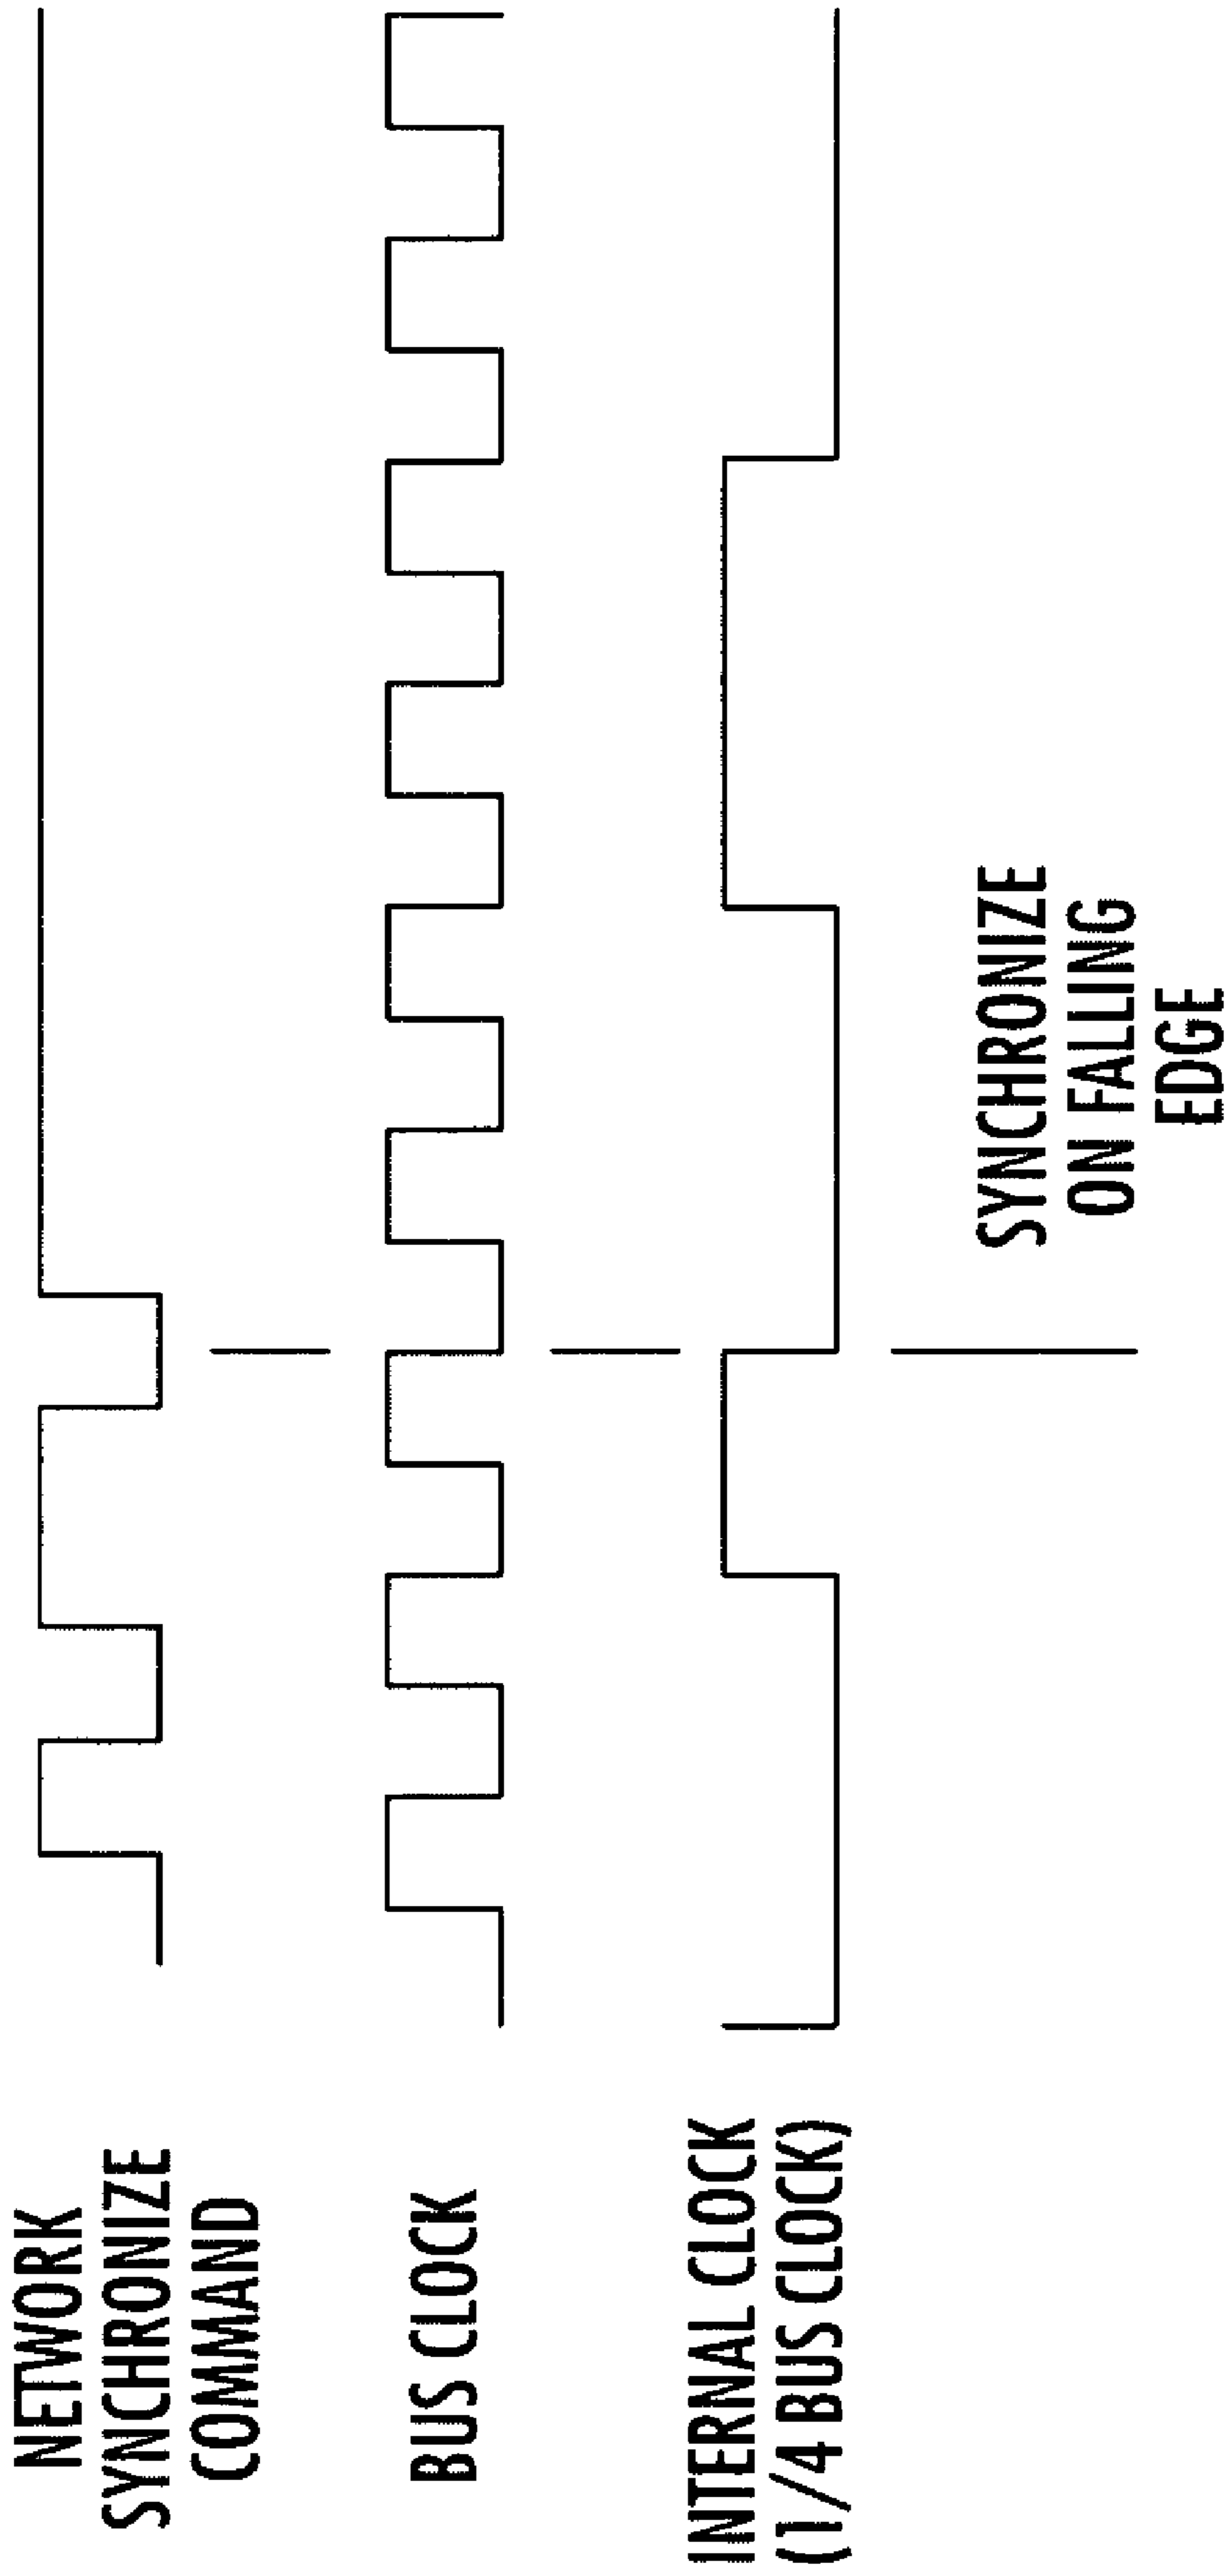 NETWORK
SYNCHRONIZE
COMMAND
BUS CLOCK
INTERNAL CLOCK
(1/4 BUS CLOCK)
SYNCHRONIZE
ON FALLING
EDGE